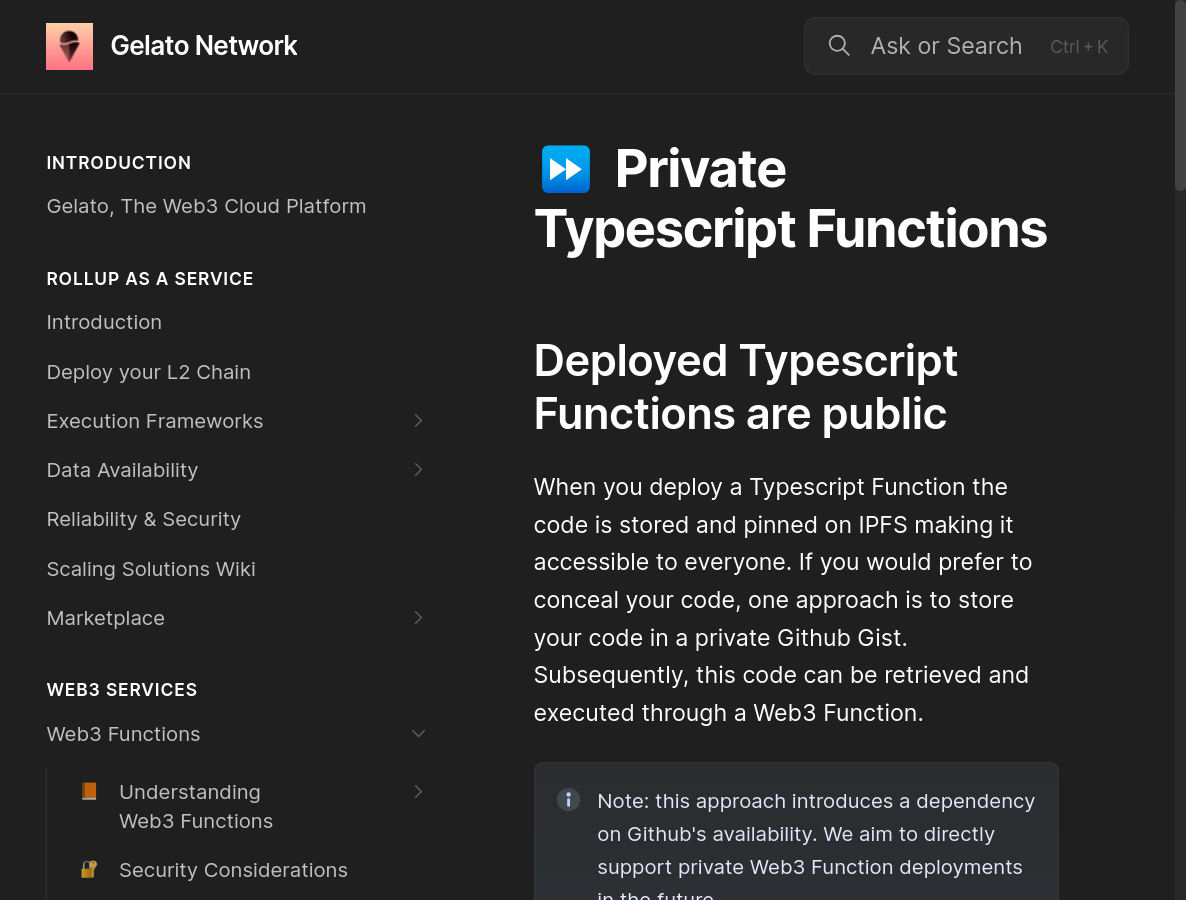 Gelato Network
Ask or Search Ctrl + K
INTRODUCTION
Gelato, The Web3 Cloud Platform
ROLLUP AS A SERVICE
Introduction
Deploy your L2 Chain
Execution Frameworks
Data Availability
Reliability & Security
Scaling Solutions Wiki
Marketplace
WEB3 SERVICES
Web3 Functions
Understanding
Web3 Functions
Security Considerations
Private
Typescript Functions
Deployed Typescript
Functions are public
When you deploy a Typescript Function the
code is stored and pinned on IPFS making it
accessible to everyone. If you would prefer to
conceal your code, one approach is to store
your code in a private Github Gist.
Subsequently, this code can be retrieved and
executed through a Web3 Function.
Note: this approach introduces a dependency
on Github's availability. We aim to directly
support private Web3 Function deployments
in the future.